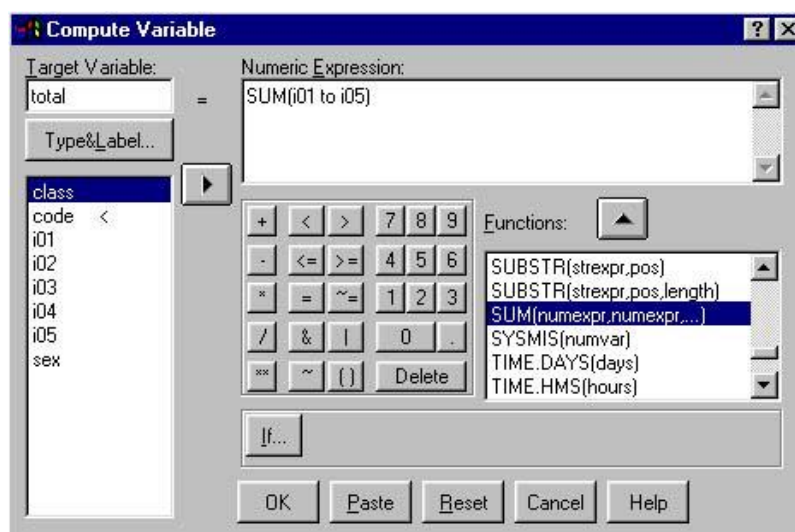 Compute Variable
Target Variable:
total
=
Numeric Expression:
SUM(i01 to i05)
Type&Label...
class
code <
i01
i02
i03
i04
i05
sex
+ < > 7 8 9
- <= >= 4 5 6
* = ~= 1 2 3
/ & | 0 .
** ~ ( ) Delete
Functions:
SUBSTR(strexpr,pos)
SUBSTR(strexpr,pos,length)
SUM(numexpr,numexpr,...)
SYSMIS(numvar)
TIME.DAYS(days)
TIME.HMS(hours)
If...
OK Paste Reset Cancel Help